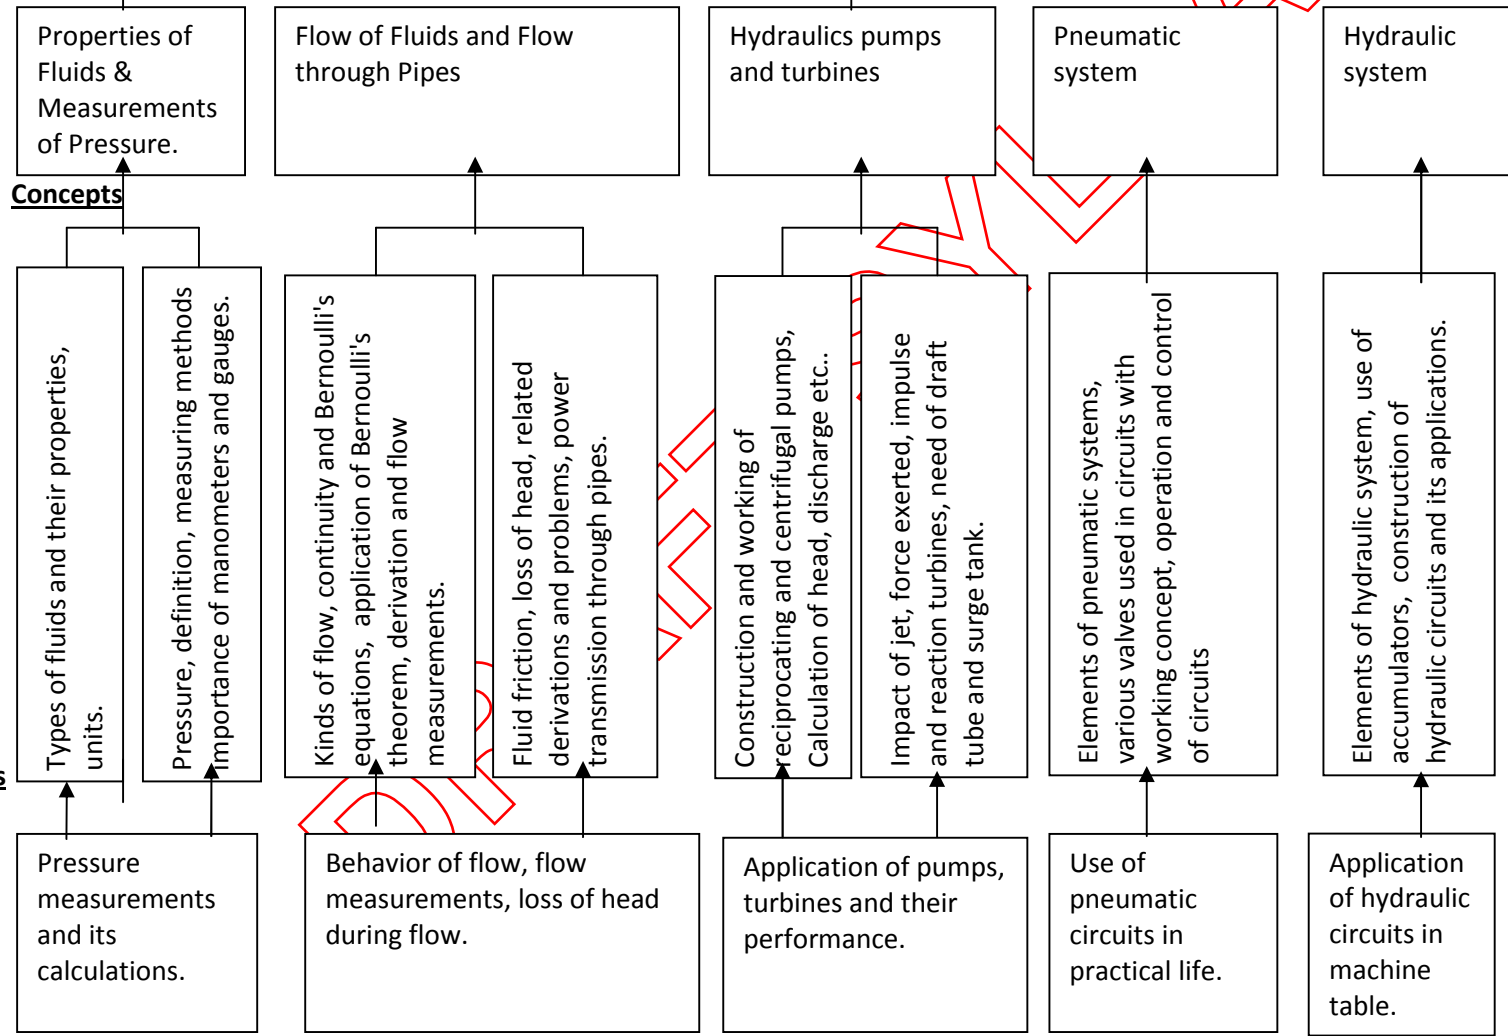 Properties of
Fluids &
Measurements
of Pressure.
Flow of Fluids and Flow
through Pipes
Hydraulics pumps
and turbines
Pneumatic
system
Hydraulic
system
Concepts
Types of fluids and their properties,
units.
Pressure, definition, measuring methods
Importance of manometers and gauges.
Kinds of flow, continuity and Bernoulli's
equations, application of Bernoulli's
theorem, derivation and flow
measurements.
Fluid friction, loss of head, related
derivations and problems, power
transmission through pipes.
Construction and working of
reciprocating and centrifugal pumps,
Calculation of head, discharge etc..
Impact of jet, force exerted, impulse
and reaction turbines, need of draft
tube and surge tank.
Elements of pneumatic systems,
various valves used in circuits with
working concept, operation and control
of circuits
Elements of hydraulic system, use of
accumulators, construction of
hydraulic circuits and its applications.
s
Pressure
measurements
and its
calculations.
Behavior of flow, flow
measurements, loss of head
during flow.
Application of pumps,
turbines and their
performance.
Use of
pneumatic
circuits in
practical life.
Application
of hydraulic
circuits in
machine
table.